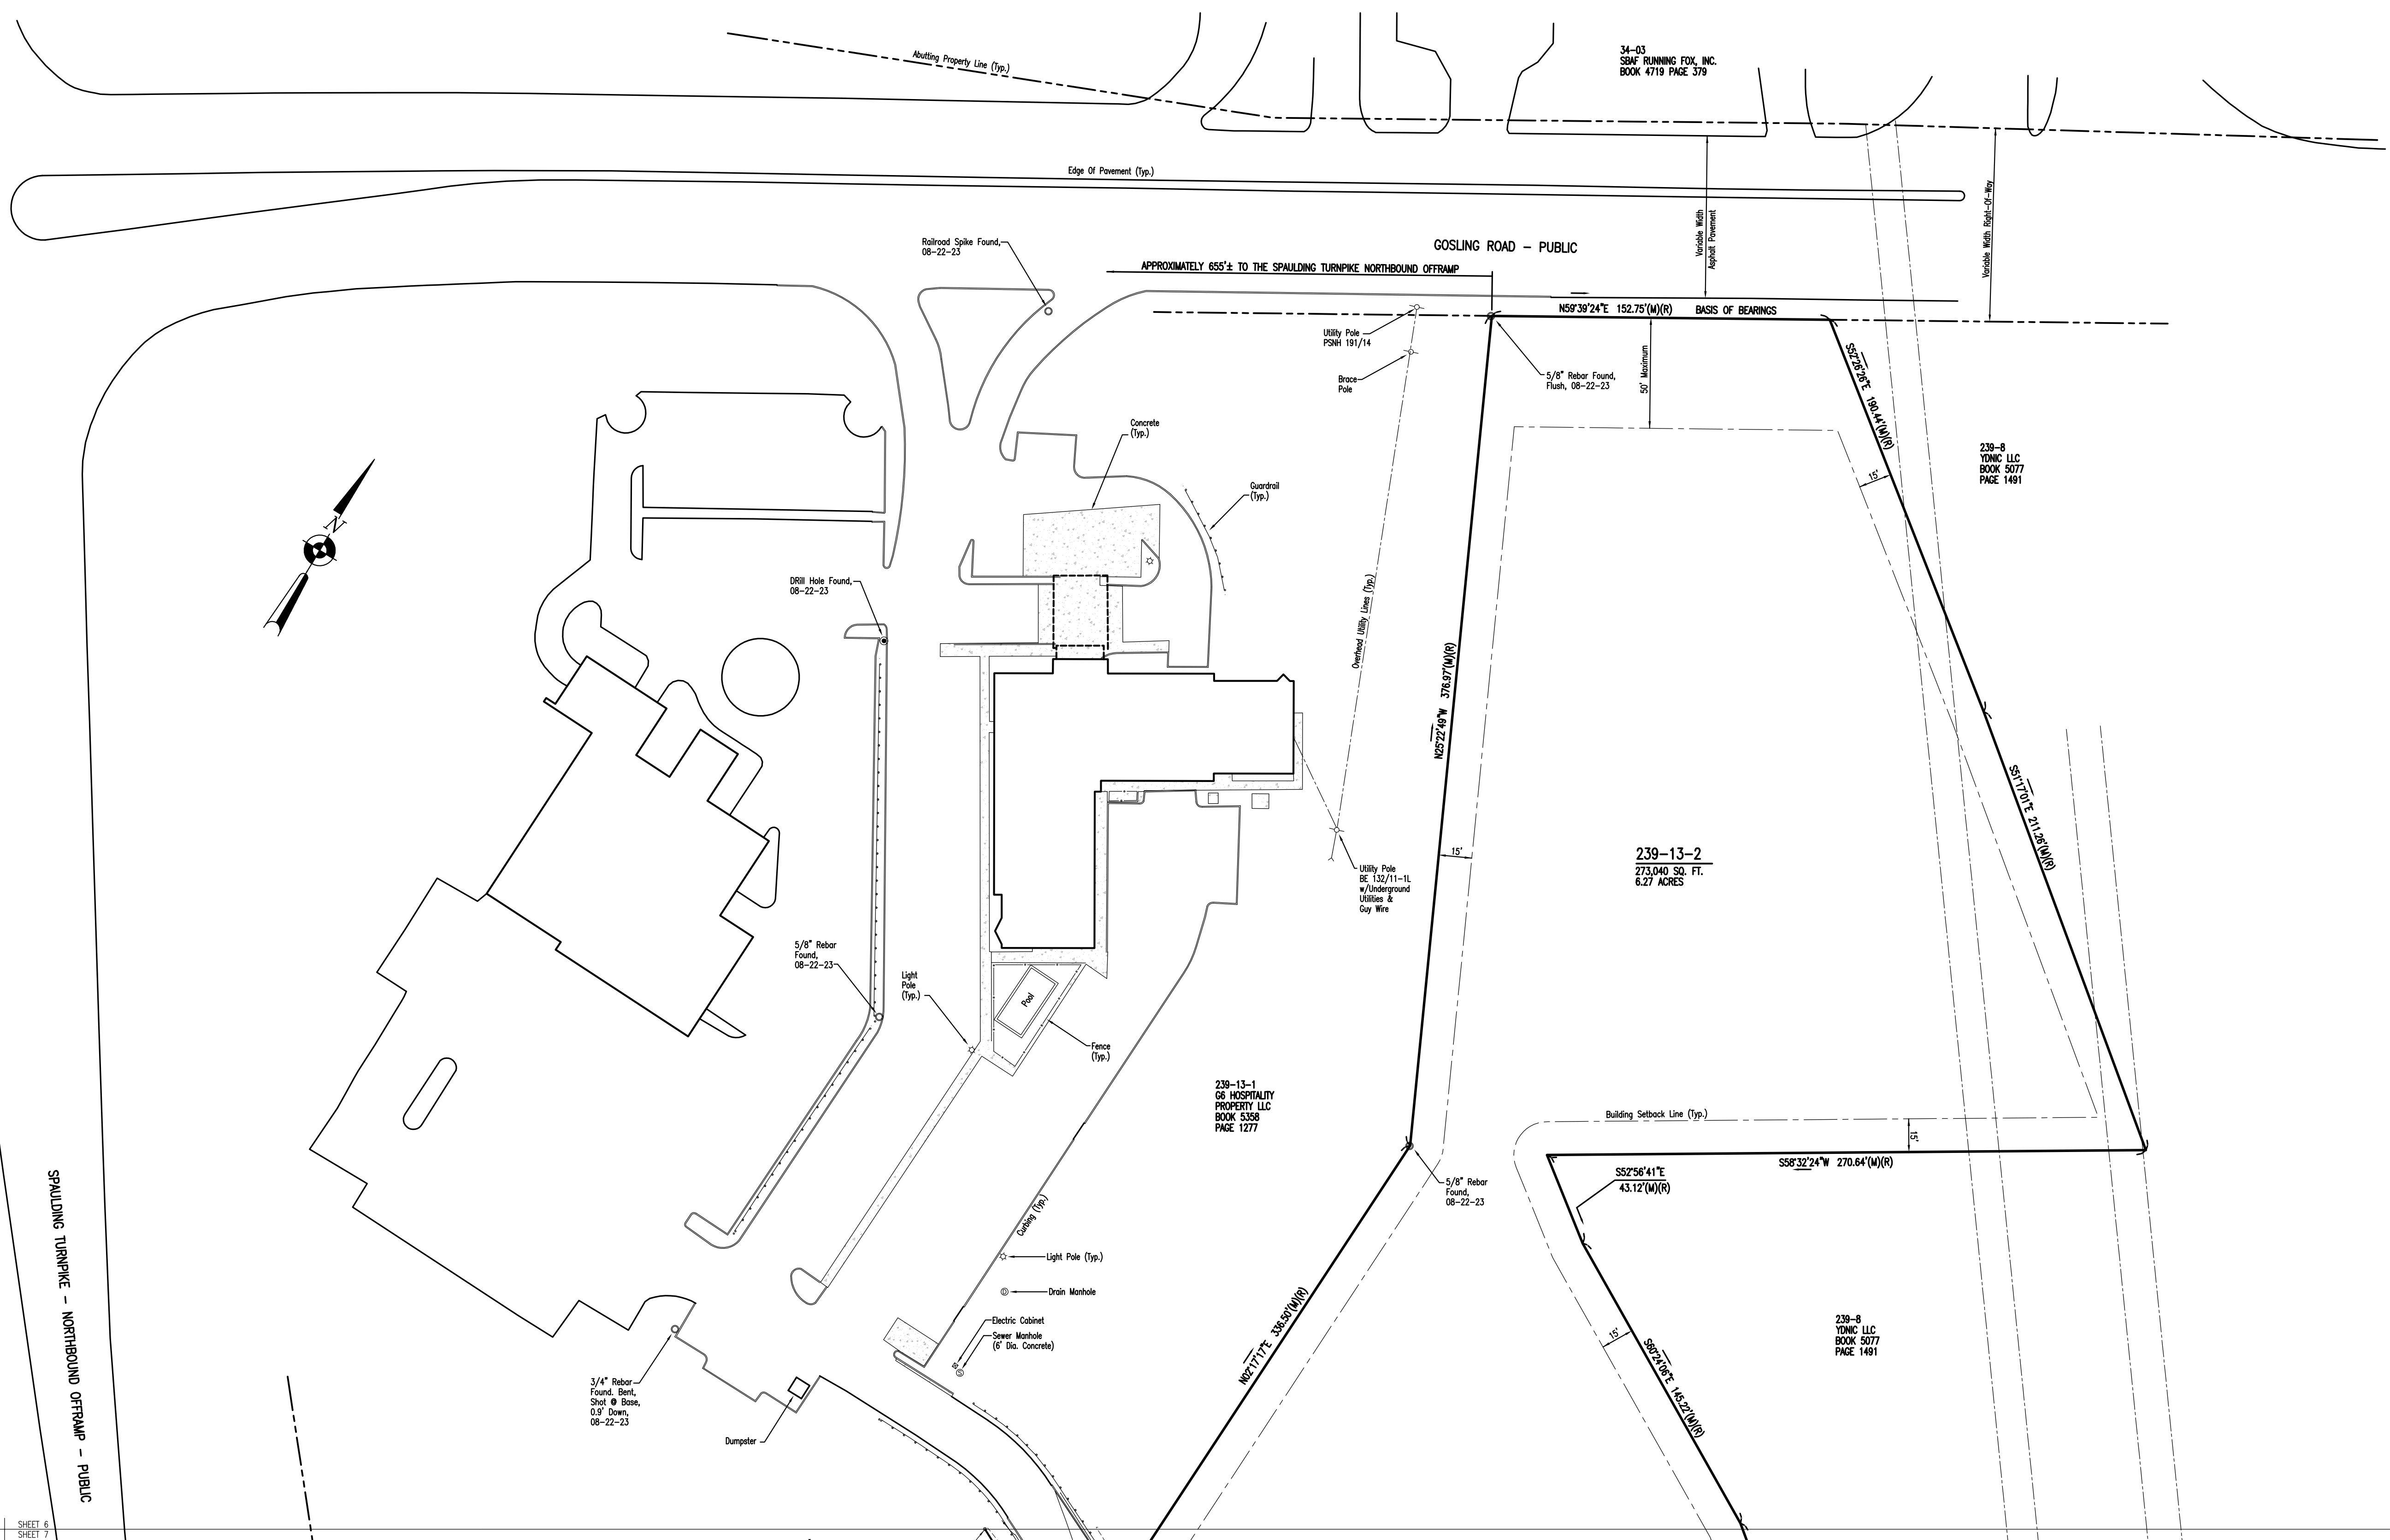 34-03
SBAF RUNNING FOX, INC.
BOOK 4719 PAGE 379
Abutting Property Line (Typ.)
Edge Of Pavement (Typ.)
Variable Width
Asphalt Pavement
Variable Width Right-Of-Way
GOSLING ROAD - PUBLIC
APPROXIMATELY 655'± TO THE SPAULDING TURNPIKE NORTHBOUND OFFRAMP
Railroad Spike Found,
08-22-23
N59°39'24"E 152.75'(M)(R) BASIS OF BEARINGS
Utility Pole
PSNH 191/14
Brace
Pole
5/8" Rebar Found,
Flush, 08-22-23
50' Maximum
S52°26'26"E 190.44'(M)(R)
15'
239-8
YDNIC LLC
BOOK 5077
PAGE 1491
Concrete
(Typ.)
Guardrail
(Typ.)
N
DRill Hole Found,
08-22-23
Overhead Utility Lines (Typ.)
N25°22'49"W 376.97'(M)(R)
S51°17'01"E 211.26'(M)(R)
15'
239-13-2
273,040 SQ. FT.
6.27 ACRES
Utility Pole
BE 132/11-1L
w/Underground
Utilities &
Guy Wire
5/8" Rebar
Found,
08-22-23
Light
Pole
(Typ.)
Pool
Fence
(Typ.)
239-13-1
G6 HOSPITALITY
PROPERTY LLC
BOOK 5358
PAGE 1277
Building Setback Line (Typ.)
15'
S58°32'24"W 270.64'(M)(R)
S52°56'41"E
43.12'(M)(R)
5/8" Rebar
Found,
08-22-23
Curbing (Typ.)
Light Pole (Typ.)
D
Drain Manhole
Electric Cabinet
Sewer Manhole
(6' Dia. Concrete)
S
N02°17'17"E 336.50'(M)(R)
15'
S60°24'06"E 145.22'(M)(R)
239-8
YDNIC LLC
BOOK 5077
PAGE 1491
3/4" Rebar
Found. Bent,
Shot @ Base,
0.9' Down,
08-22-23
Dumpster
SPAULDING TURNPIKE - NORTHBOUND OFFRAMP - PUBLIC
SHEET 6
SHEET 7